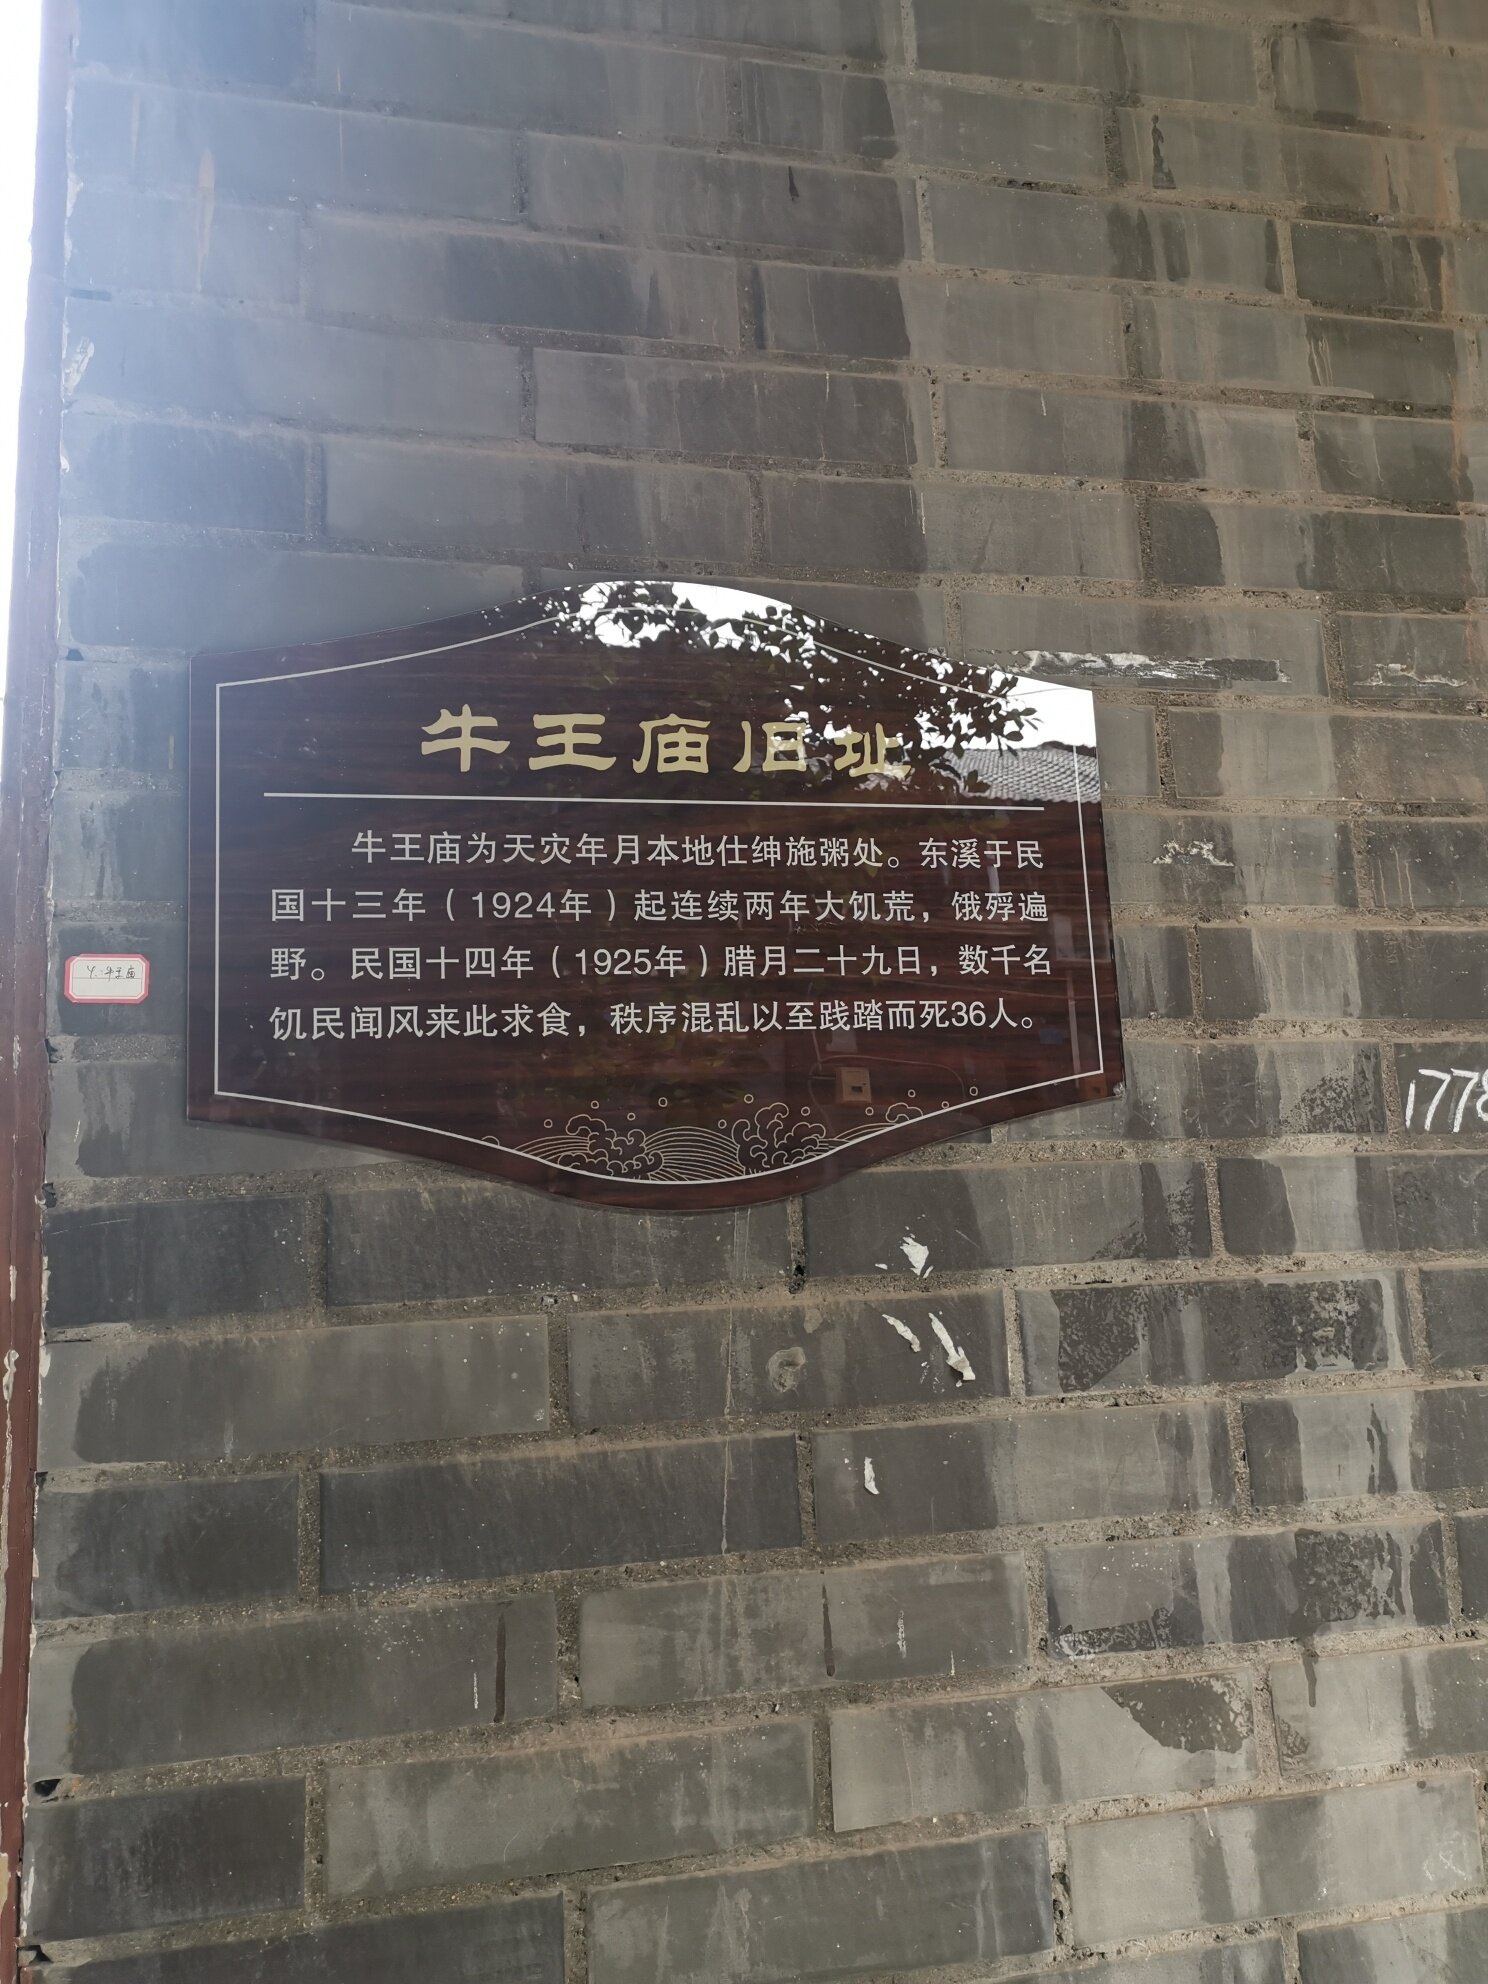 牛王庙旧址
牛王庙为天灾年月本地仕绅施粥处。东溪于民
国十三年（1924年）起连续两年大饥荒，饿殍遍
野。民国十四年（1925年）腊月二十九日，数千名
饥民闻风来此求食，秩序混乱以至践踏而死36人。
牛王庙
1778